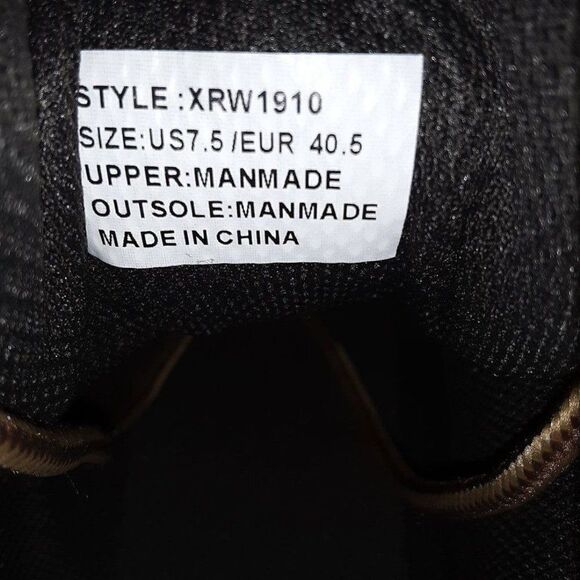 STYLE :XRW1910
SIZE:US7.5 /EUR 40.5
UPPER:MANMADE
OUTSOLE:MANMADE
MADE IN CHINA